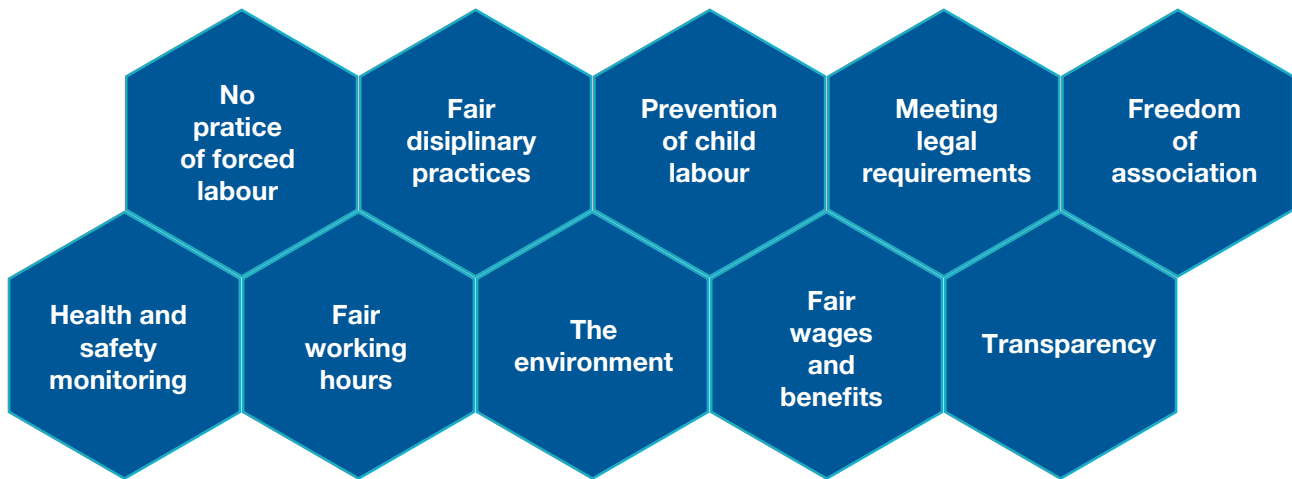 No
pratice
of forced
labour
Fair
disiplinary
practices
Prevention
of child
labour
Meeting
legal
requirements
Freedom
of
association
Health and
safety
monitoring
Fair
working
hours
The
environment
Fair
wages
and
benefits
Transparency